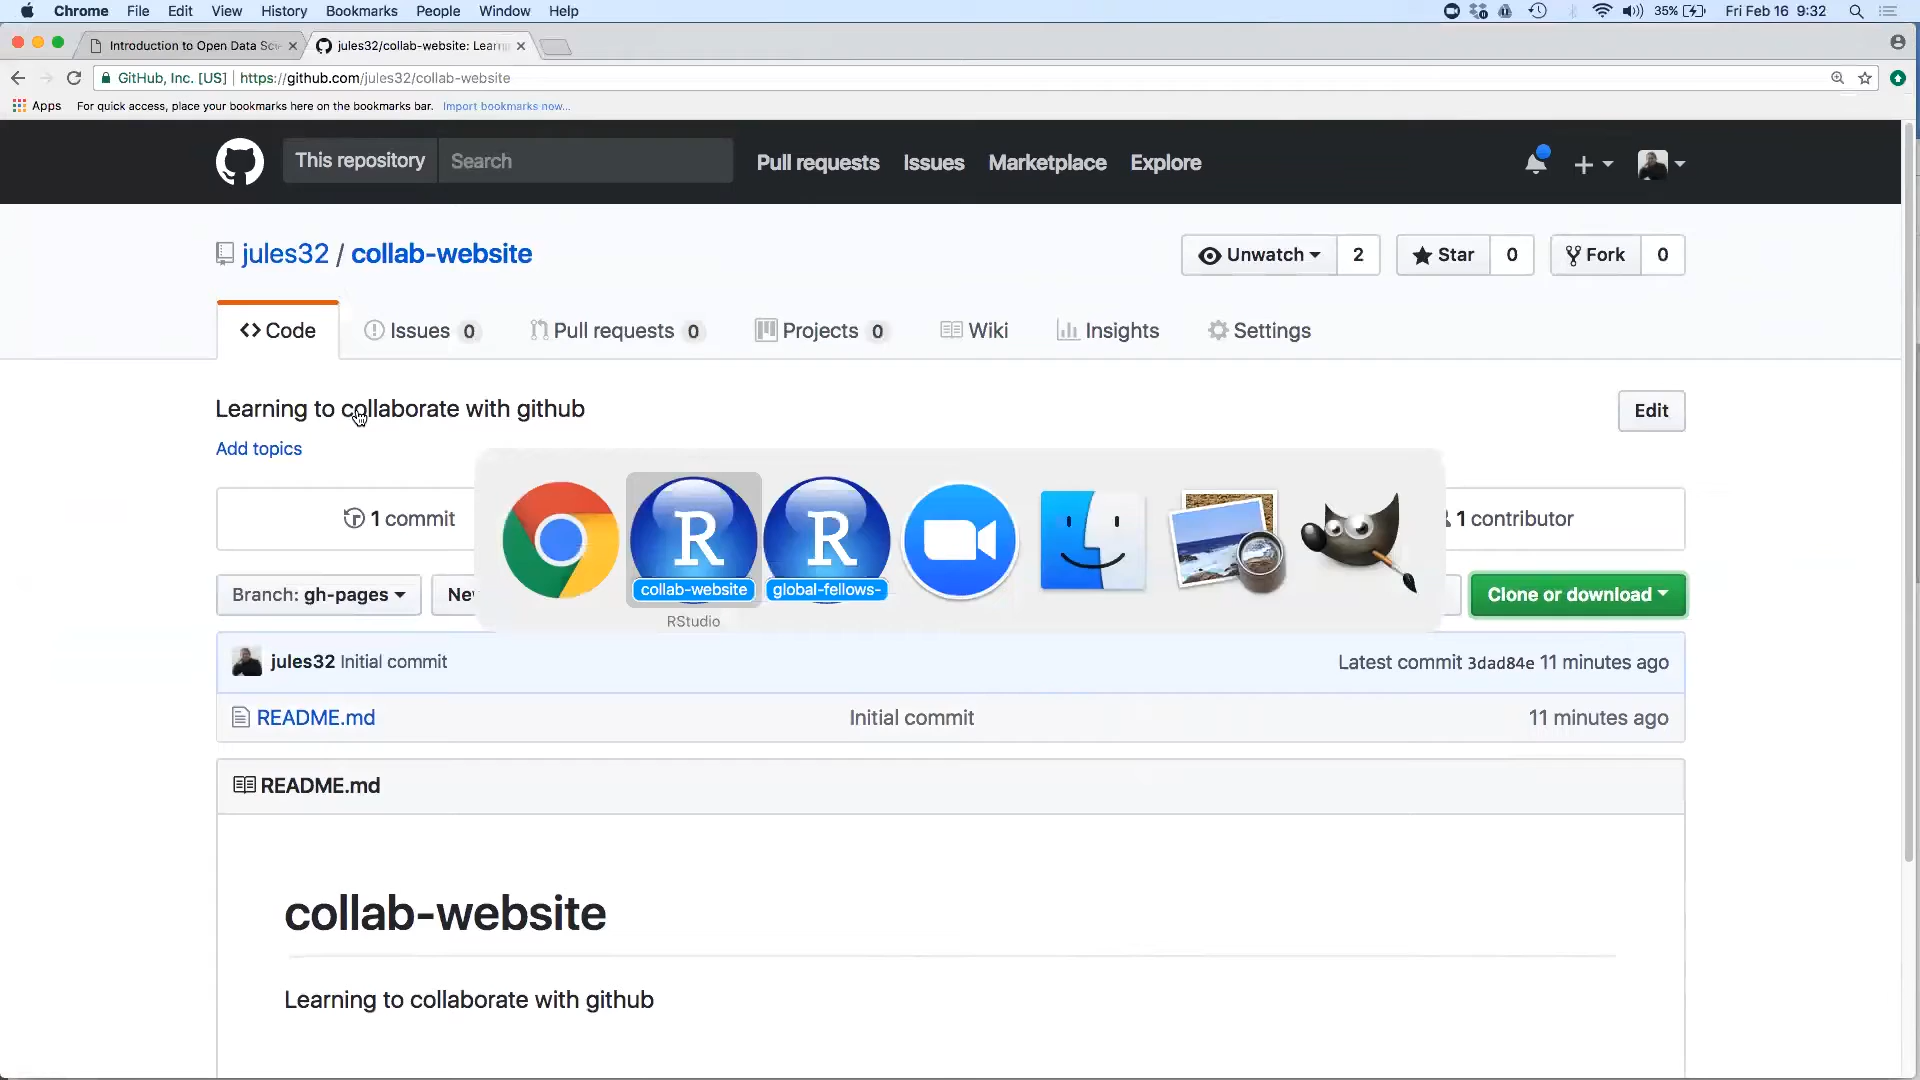 Chrome File Edit View History Bookmarks People Window Help 35% Fri Feb 16 9:32
Introduction to Open Data Sci jules32/collab-website: Learni
GitHub, Inc. [US] https://github.com/jules32/collab-website
Apps For quick access, place your bookmarks here on the bookmarks bar. Import bookmarks now...
This repository Search Pull requests Issues Marketplace Explore
jules32 / collab-website Unwatch 2 Star 0 Fork 0
Code Issues 0 Pull requests 0 Projects 0 Wiki Insights Settings
Learning to collaborate with github Edit
Add topics
1 commit 1 contributor
R R
collab-website global-fellows-
RStudio
Branch: gh-pages Clone or download
jules32 Initial commit Latest commit 3dad84e 11 minutes ago
README.md Initial commit 11 minutes ago
README.md
collab-website
Learning to collaborate with github